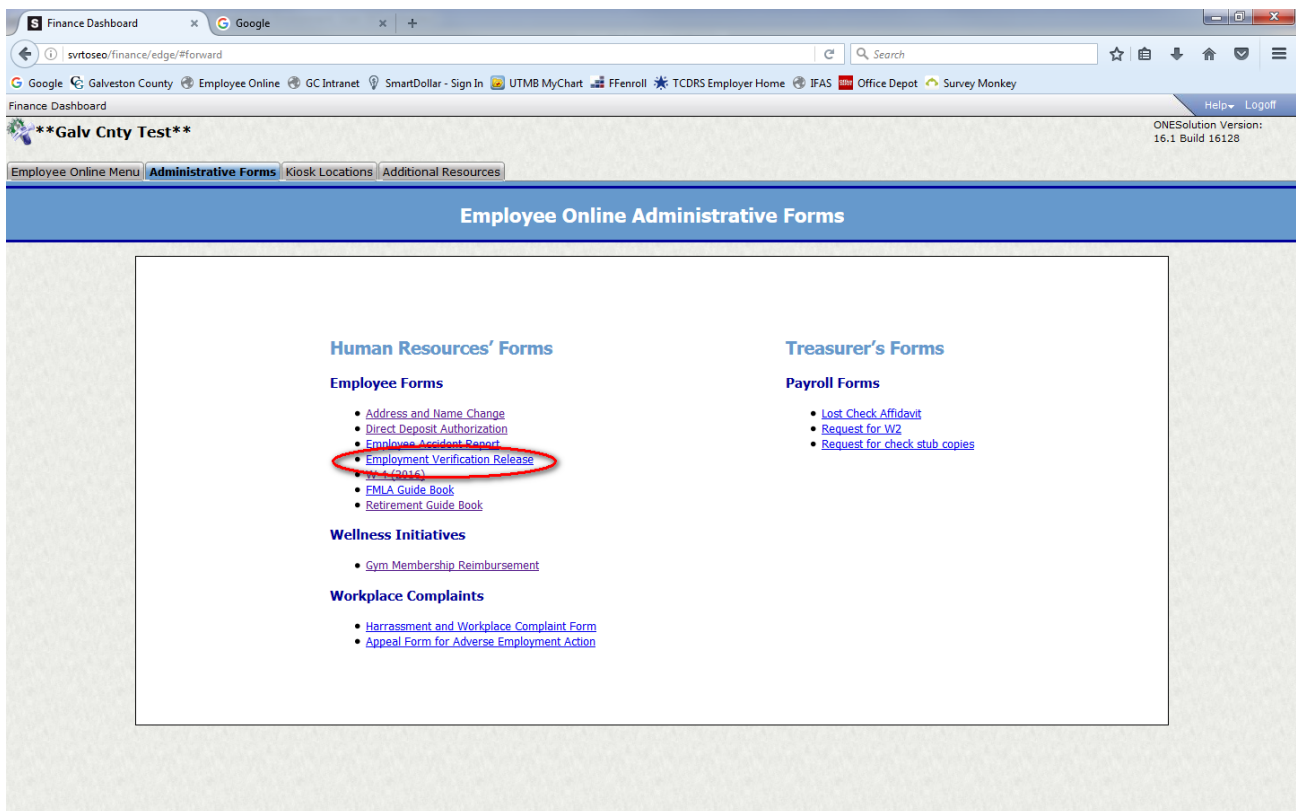 Finance Dashboard
Google
svrtoseo/finance/edge/#forward
Search
Google Galveston County Employee Online GC Intranet SmartDollar - Sign In UTMB MyChart FFenroll TCDRS Employer Home IFAS Office Depot Survey Monkey
Finance Dashboard
Help Logoff
**Galv Cnty Test**
ONESolution Version:
16.1 Build 16128
Employee Online Menu Administrative Forms Kiosk Locations Additional Resources
Employee Online Administrative Forms
Human Resources’ Forms
Employee Forms
Address and Name Change
Direct Deposit Authorization
Employee Accident Report
Employment Verification Release
W-4 (2016)
FMLA Guide Book
Retirement Guide Book
Wellness Initiatives
Gym Membership Reimbursement
Workplace Complaints
Harrassment and Workplace Complaint Form
Appeal Form for Adverse Employment Action
Treasurer’s Forms
Payroll Forms
Lost Check Affidavit
Request for W2
Request for check stub copies